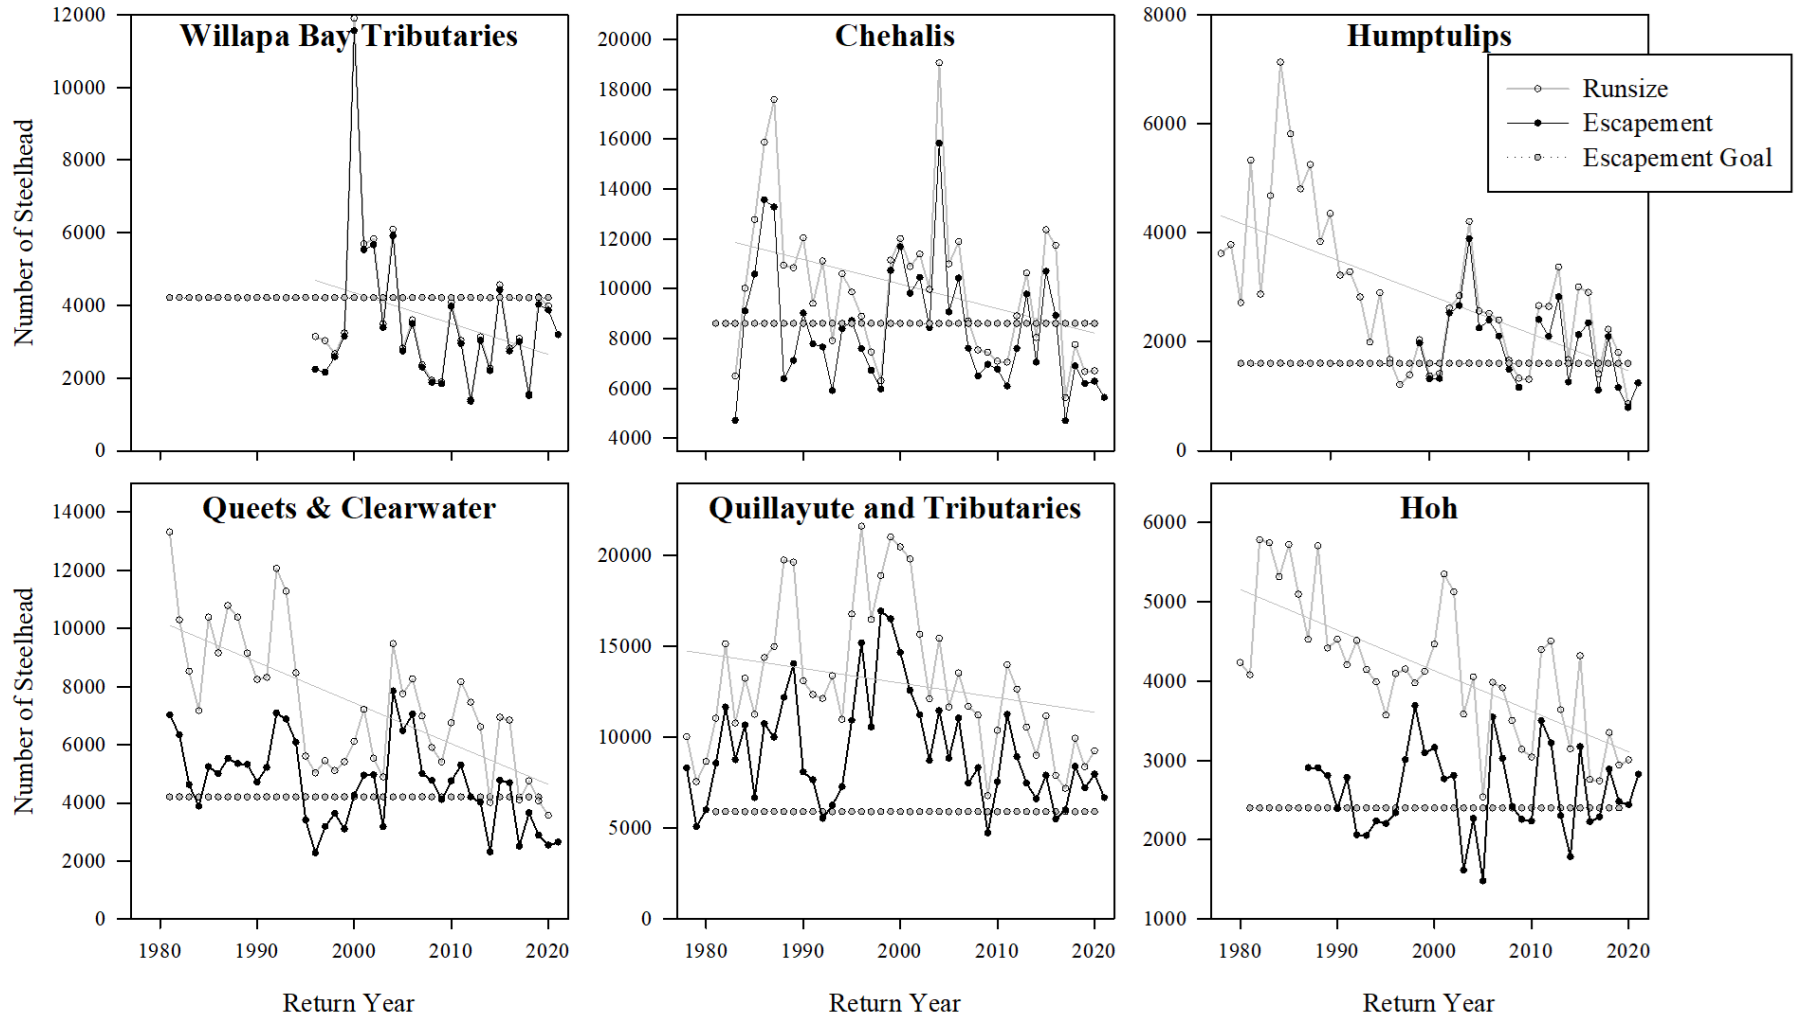 Willapa Bay Tributaries
Chehalis
Humptulips
Runsize
Escapement
Escapement Goal
Number of Steelhead
12000
10000
8000
6000
4000
2000
0
20000
18000
16000
14000
12000
10000
8000
6000
4000
8000
6000
4000
2000
0
Queets & Clearwater
Quillayute and Tributaries
Hoh
Number of Steelhead
14000
12000
10000
8000
6000
4000
2000
0
20000
15000
10000
5000
0
6000
5000
4000
3000
2000
1000
1980 1990 2000 2010 2020
1980 1990 2000 2010 2020
1980 1990 2000 2010 2020
Return Year
Return Year
Return Year